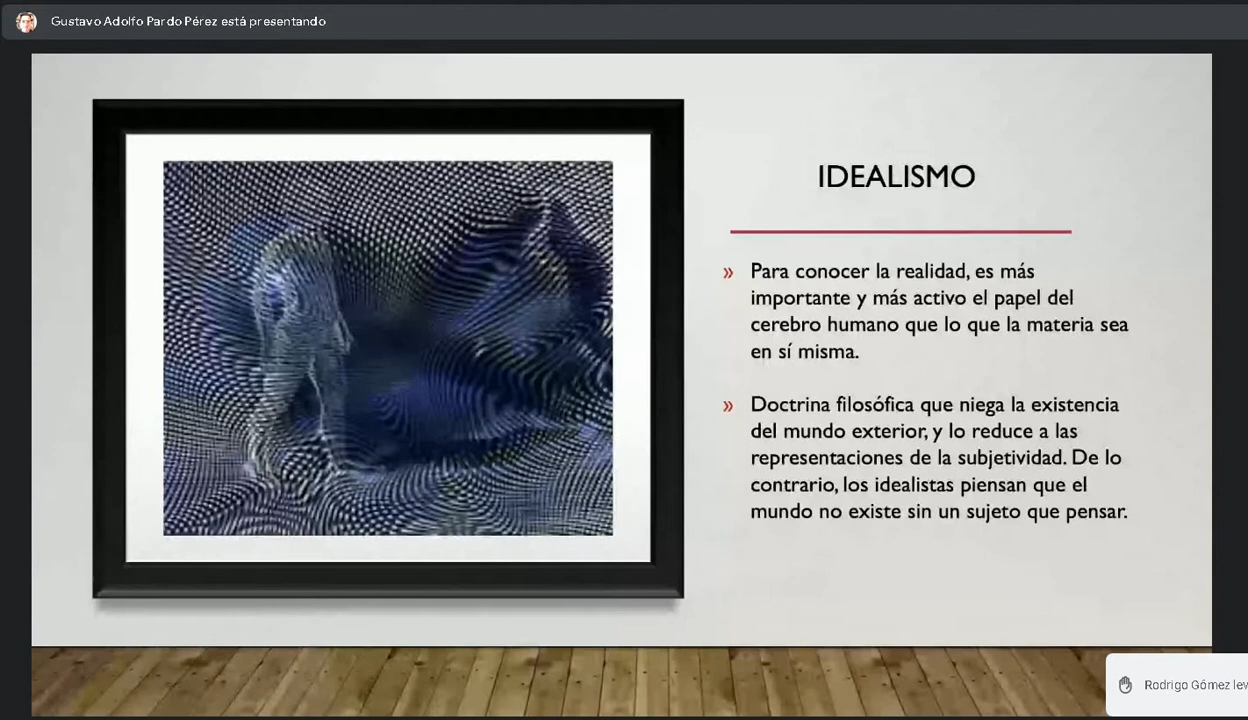 Gustavo Adolfo Pardo Pérez está presentando
IDEALISMO
» Para conocer la realidad, es más
importante y más activo el papel del
cerebro humano que lo que la materia sea
en sí misma.
» Doctrina filosófica que niega la existencia
del mundo exterior, y lo reduce a las
representaciones de la subjetividad. De lo
contrario, los idealistas piensan que el
mundo no existe sin un sujeto que pensar.
Rodrigo Gómez lev